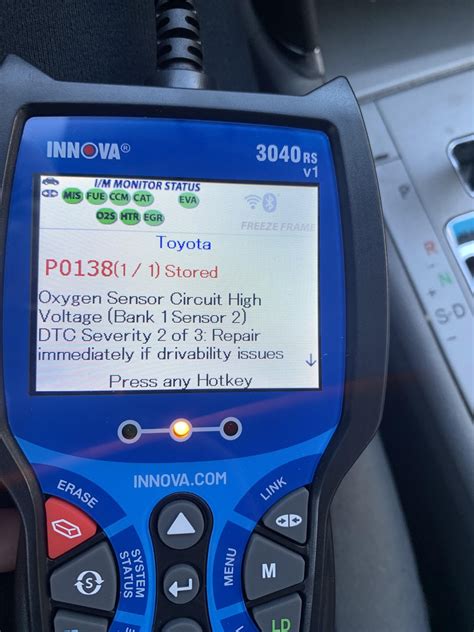 INNOVA®
3040RS
v1
I/M MONITOR STATUS
MIS FUE CCM CAT EVA
O2S HTR EGR
FREEZE FRAME
Toyota
P0138(1 / 1) Stored
Oxygen Sensor Circuit High
Voltage (Bank 1 Sensor 2)
DTC Severity 2 of 3: Repair
immediately if drivability issues
Press any Hotkey
INNOVA.COM
ERASE
LINK
SYSTEM
STATUS
MENU
S
M
LD
P
R
N
S-D